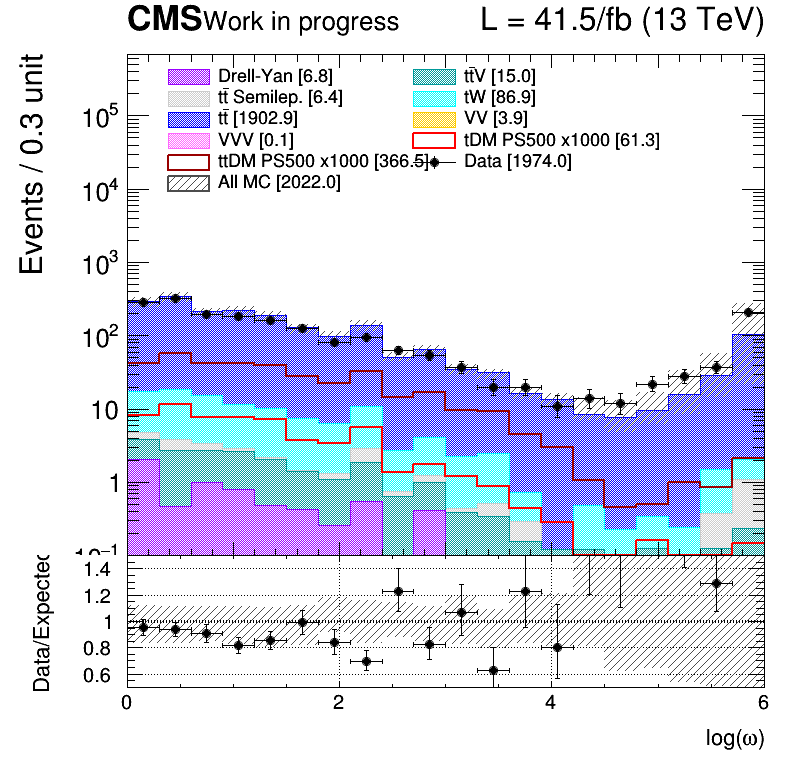 CMS Work in progress L = 41.5/fb (13 TeV)
Drell-Yan [6.8] tt̄V [15.0]
tt̄ Semilep. [6.4] tW [86.9]
tt̄ [1902.9] VV [3.9]
VVV [0.1] tDM PS500 x1000 [61.3]
ttDM PS500 x1000 [366.5] Data [1974.0]
All MC [2022.0]
Events / 0.3 unit
10⁵
10⁴
10³
10²
10
1
10⁻¹
Data/Expected
1.4
1.2
1
0.8
0.6
0 2 4 6
log(ω)